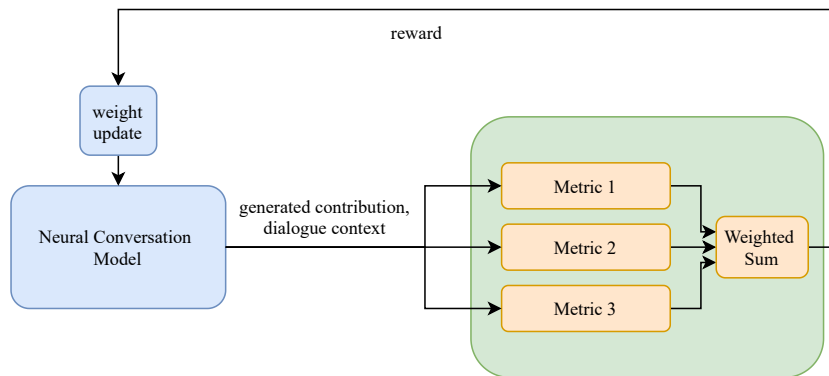 reward
weight
update
generated contribution,
dialogue context
Neural Conversation
Model
Metric 1
Metric 2
Metric 3
Weighted
Sum